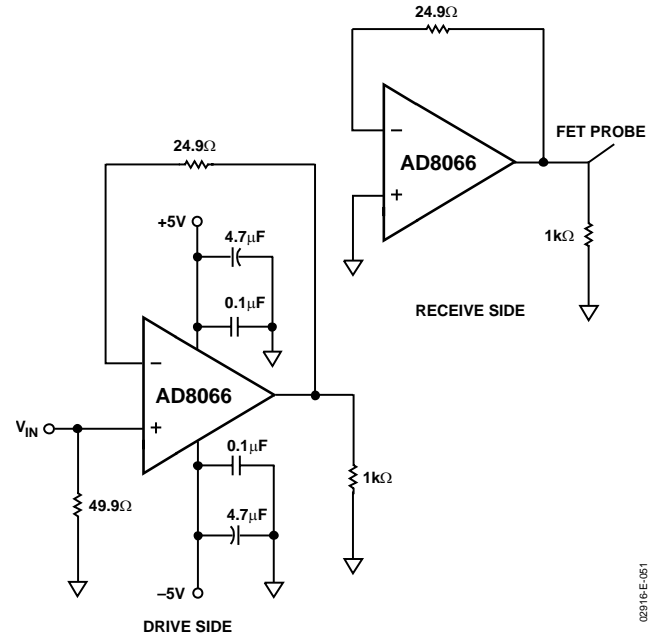 24.9Ω
FET PROBE
−
AD8066
+
1kΩ
RECEIVE SIDE
24.9Ω
+5V
4.7µF
0.1µF
−
AD8066
VIN
+
0.1µF
1kΩ
49.9Ω
4.7µF
–5V
DRIVE SIDE
02916-E-051